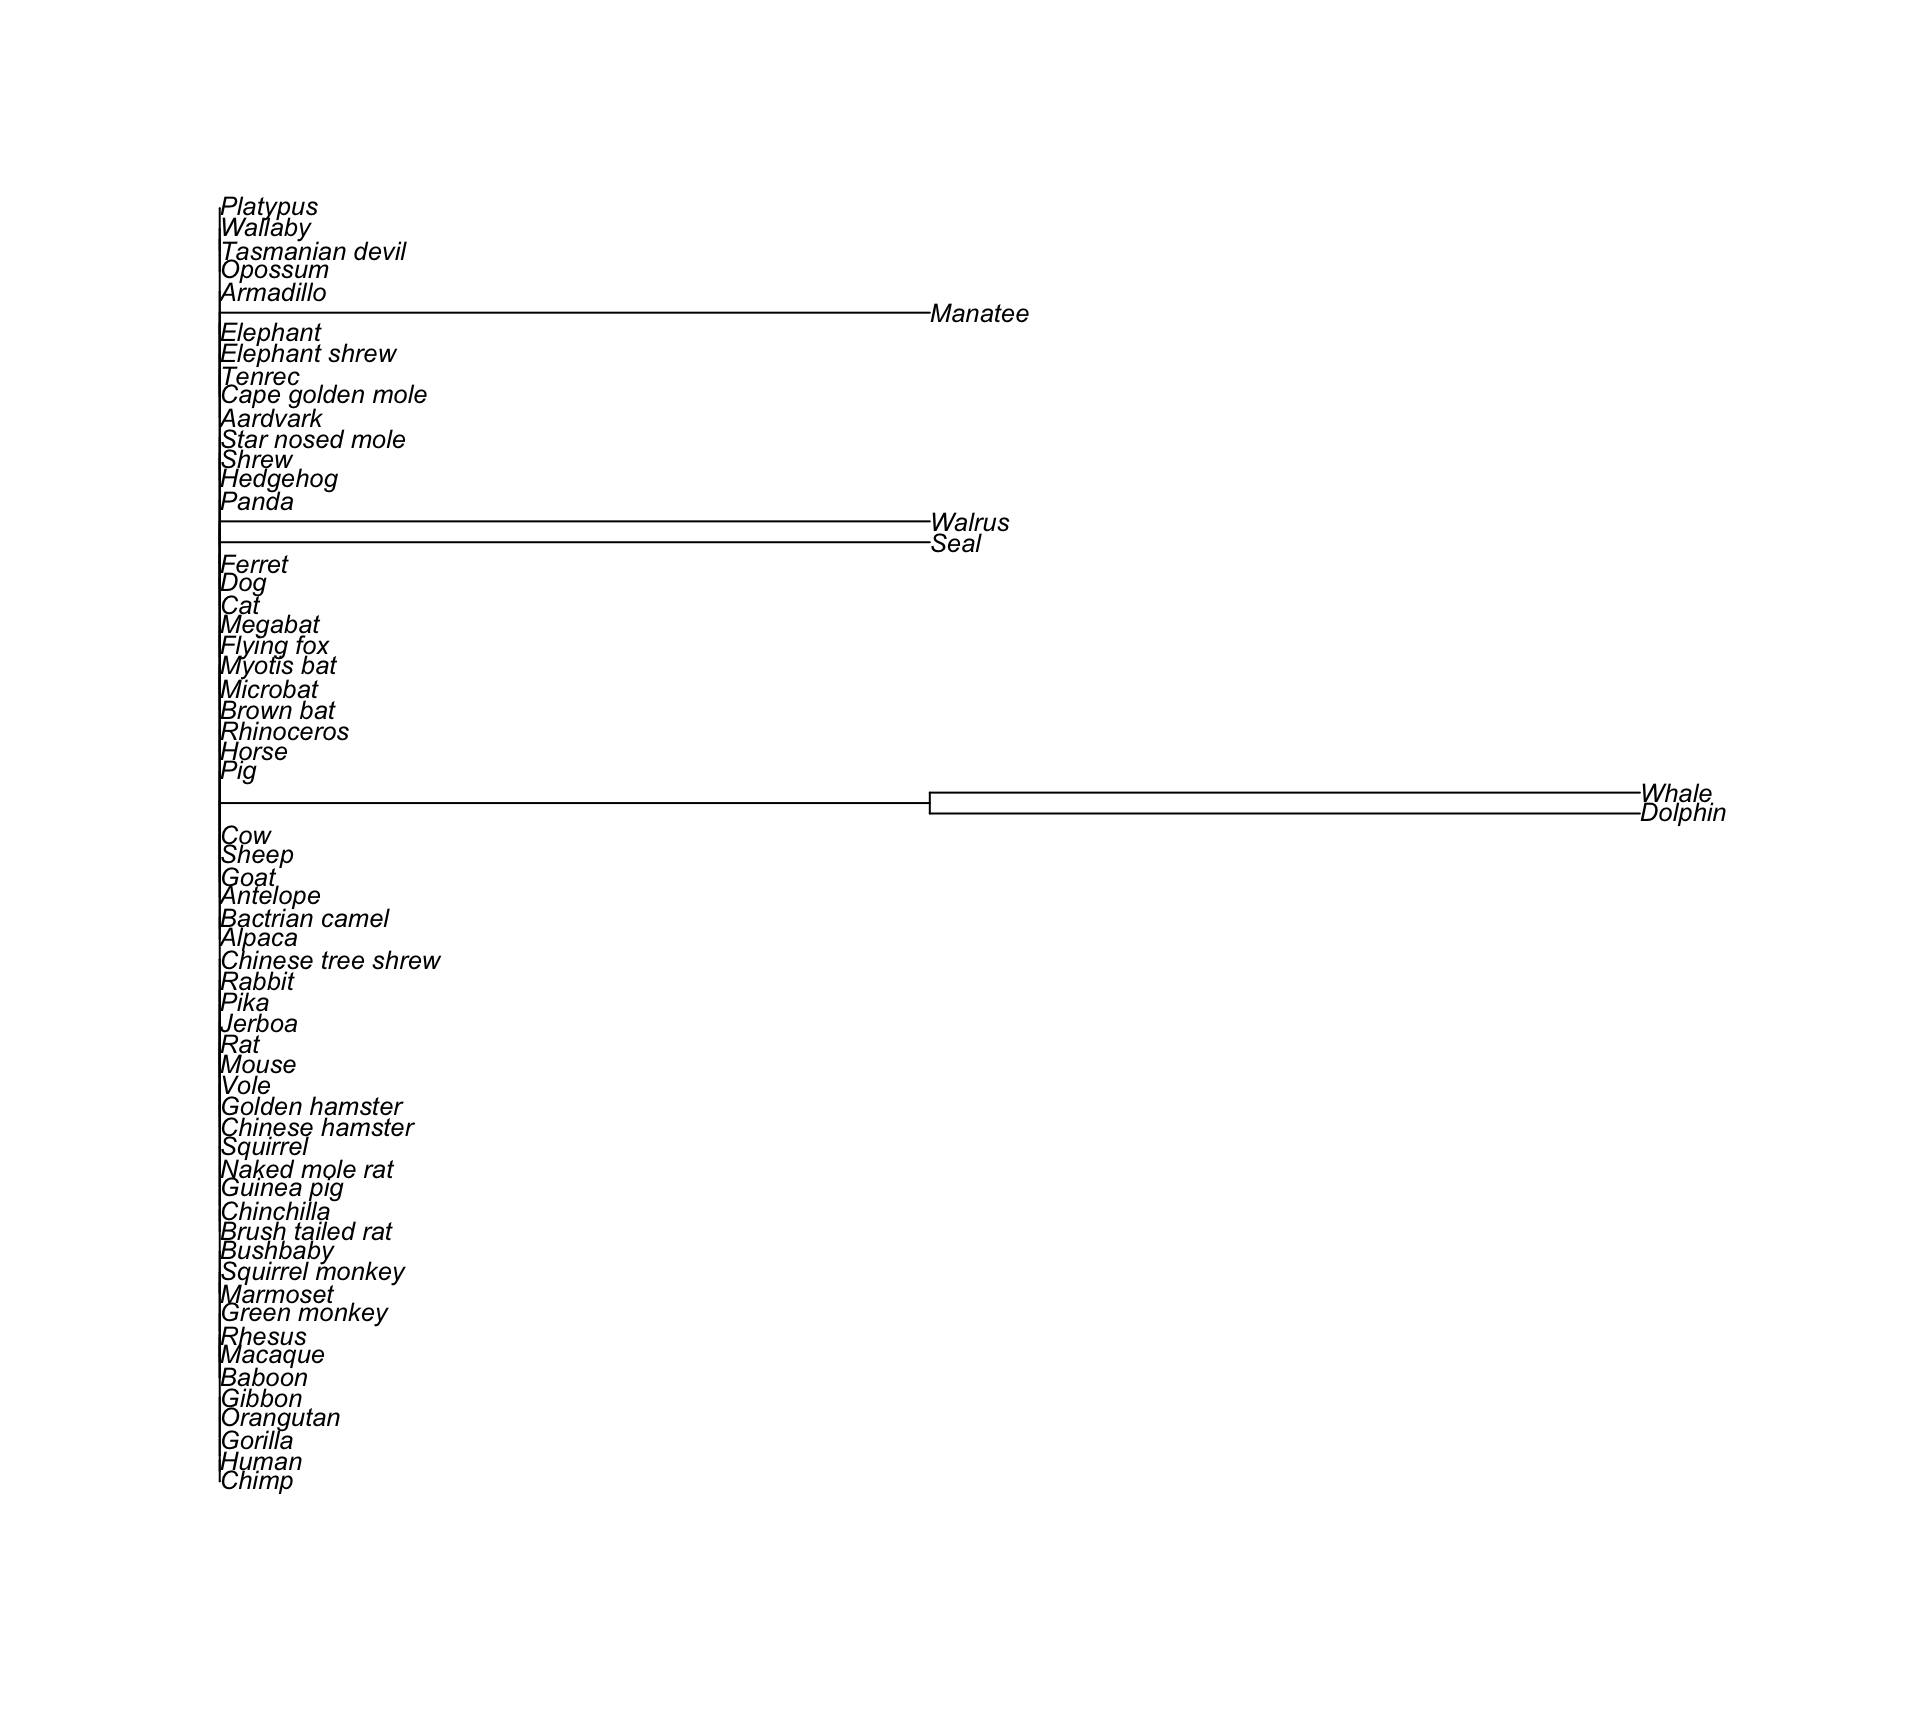 Platypus
Wallaby
Tasmanian devil
Opossum
Armadillo
Manatee
Elephant
Elephant shrew
Tenrec
Cape golden mole
Aardvark
Star nosed mole
Shrew
Hedgehog
Panda
Walrus
Seal
Ferret
Dog
Cat
Megabat
Flying fox
Myotis bat
Microbat
Brown bat
Rhinoceros
Horse
Pig
Whale
Dolphin
Cow
Sheep
Goat
Antelope
Bactrian camel
Alpaca
Chinese tree shrew
Rabbit
Pika
Jerboa
Rat
Mouse
Vole
Golden hamster
Chinese hamster
Squirrel
Naked mole rat
Guinea pig
Chinchilla
Brush tailed rat
Bushbaby
Squirrel monkey
Marmoset
Green monkey
Rhesus
Macaque
Baboon
Gibbon
Orangutan
Gorilla
Human
Chimp